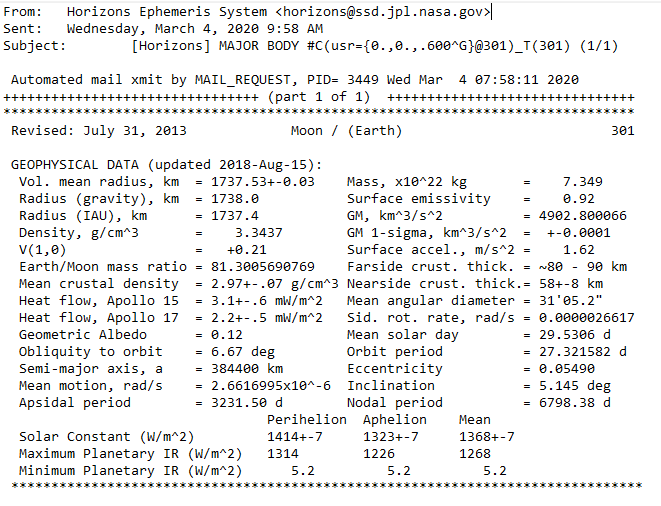 From:   Horizons Ephemeris System <horizons@ssd.jpl.nasa.gov>
Sent:   Wednesday, March 4, 2020 9:58 AM
Subject:        [Horizons] MAJOR BODY #C(usr={0.,0.,.600^G}@301)_T(301) (1/1)

 Automated mail xmit by MAIL_REQUEST, PID= 3449 Wed Mar  4 07:58:11 2020
++++++++++++++++++++++++++++++++ (part 1 of 1)  +++++++++++++++++++++++++++++++
*******************************************************************************
 Revised: July 31, 2013             Moon / (Earth)                          301

 GEOPHYSICAL DATA (updated 2018-Aug-15):
  Vol. mean radius, km  = 1737.53+-0.03    Mass, x10^22 kg       =    7.349
  Radius (gravity), km  = 1738.0           Surface emissivity    =    0.92
  Radius (IAU), km      = 1737.4           GM, km^3/s^2          = 4902.800066
  Density, g/cm^3       =    3.3437        GM 1-sigma, km^3/s^2  =  +-0.0001
  V(1,0)                =   +0.21          Surface accel., m/s^2 =    1.62
  Earth/Moon mass ratio = 81.3005690769    Farside crust. thick. = ~80 - 90 km
  Mean crustal density  = 2.97+-.07 g/cm^3 Nearside crust. thick.= 58+-8 km
  Heat flow, Apollo 15  = 3.1+-.6 mW/m^2   Mean angular diameter = 31'05.2"
  Heat flow, Apollo 17  = 2.2+-.5 mW/m^2   Sid. rot. rate, rad/s = 0.0000026617
  Geometric Albedo      = 0.12             Mean solar day        = 29.5306 d
  Obliquity to orbit    = 6.67 deg         Orbit period          = 27.321582 d
  Semi-major axis, a    = 384400 km        Eccentricity          = 0.05490
  Mean motion, rad/s    = 2.6616995x10^-6  Inclination           = 5.145 deg
  Apsidal period        = 3231.50 d        Nodal period          = 6798.38 d
                                 Perihelion  Aphelion    Mean
  Solar Constant (W/m^2)         1414+-7     1323+-7     1368+-7
  Maximum Planetary IR (W/m^2)   1314        1226        1268
  Minimum Planetary IR (W/m^2)      5.2         5.2         5.2
 *******************************************************************************